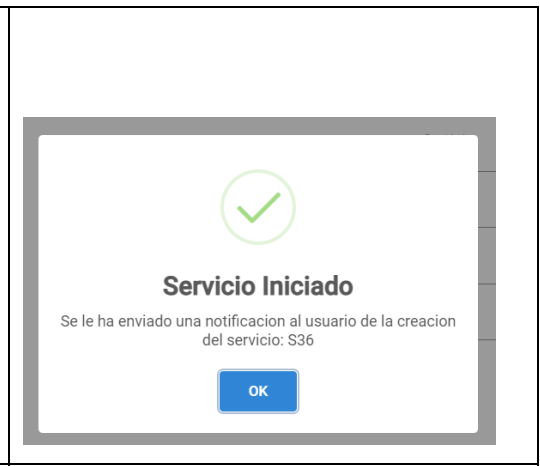 Servicio Iniciado
Se le ha enviado una notificacion al usuario de la creacion
del servicio: S36
OK